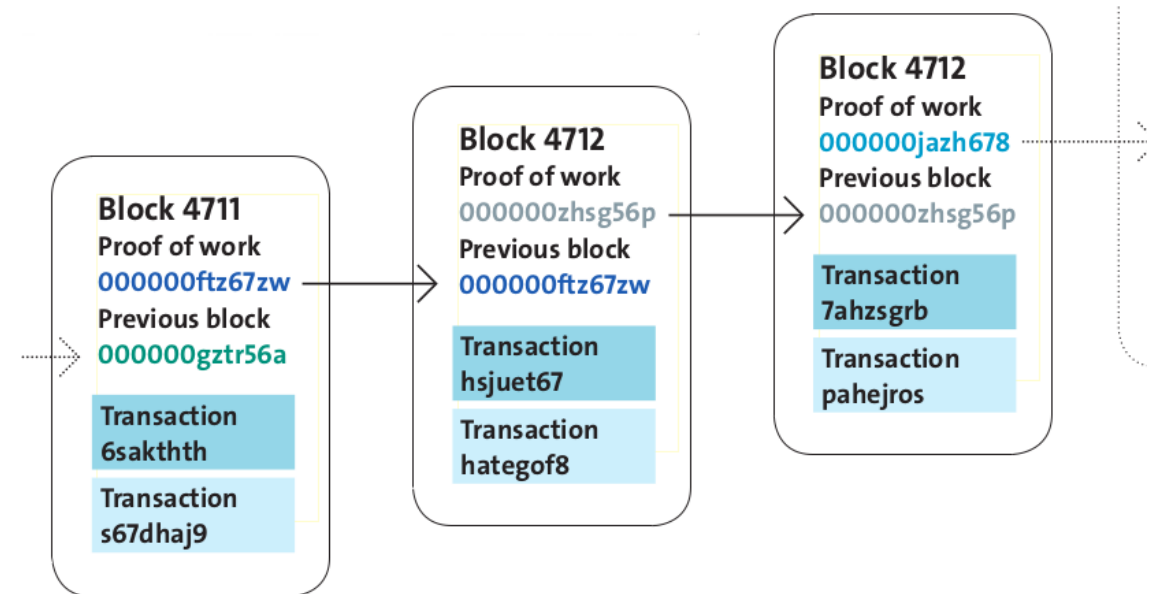 Block 4711
Proof of work
000000ftz67zw
Previous block
000000gztr56a
Transaction
6sakthth
Transaction
s67dhaj9
Block 4712
Proof of work
000000zhsg56p
Previous block
000000ftz67zw
Transaction
hsjuet67
Transaction
hategof8
Block 4712
Proof of work
000000jazh678
Previous block
000000zhsg56p
Transaction
7ahzsgrb
Transaction
pahejros